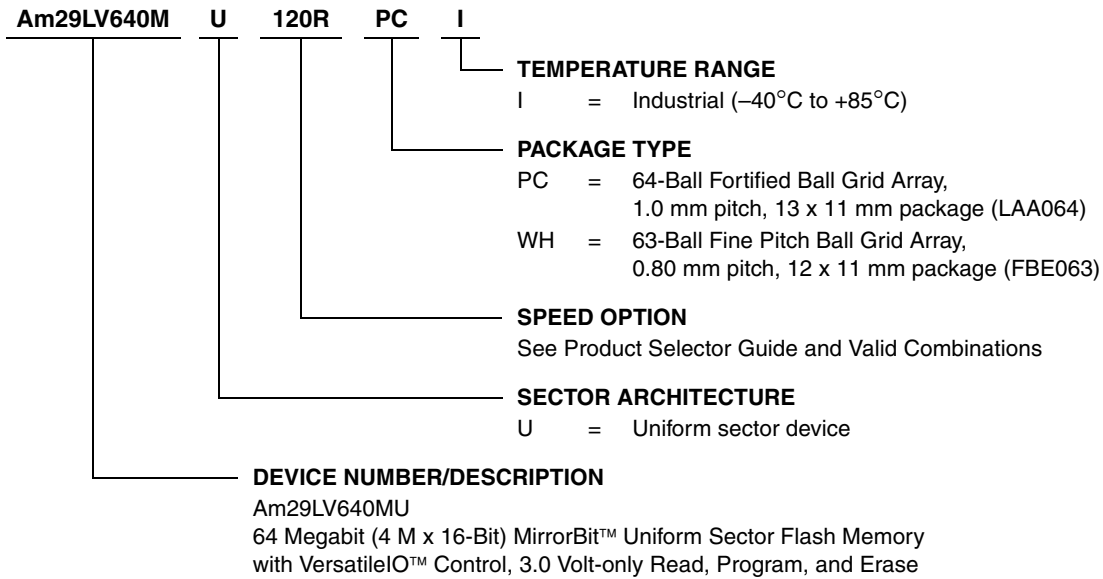 Am29LV640M U 120R PC I
TEMPERATURE RANGE
I = Industrial (–40°C to +85°C)
PACKAGE TYPE
PC = 64-Ball Fortified Ball Grid Array,
1.0 mm pitch, 13 x 11 mm package (LAA064)
WH = 63-Ball Fine Pitch Ball Grid Array,
0.80 mm pitch, 12 x 11 mm package (FBE063)
SPEED OPTION
See Product Selector Guide and Valid Combinations
SECTOR ARCHITECTURE
U = Uniform sector device
DEVICE NUMBER/DESCRIPTION
Am29LV640MU
64 Megabit (4 M x 16-Bit) MirrorBit™ Uniform Sector Flash Memory
with VersatileIO™ Control, 3.0 Volt-only Read, Program, and Erase